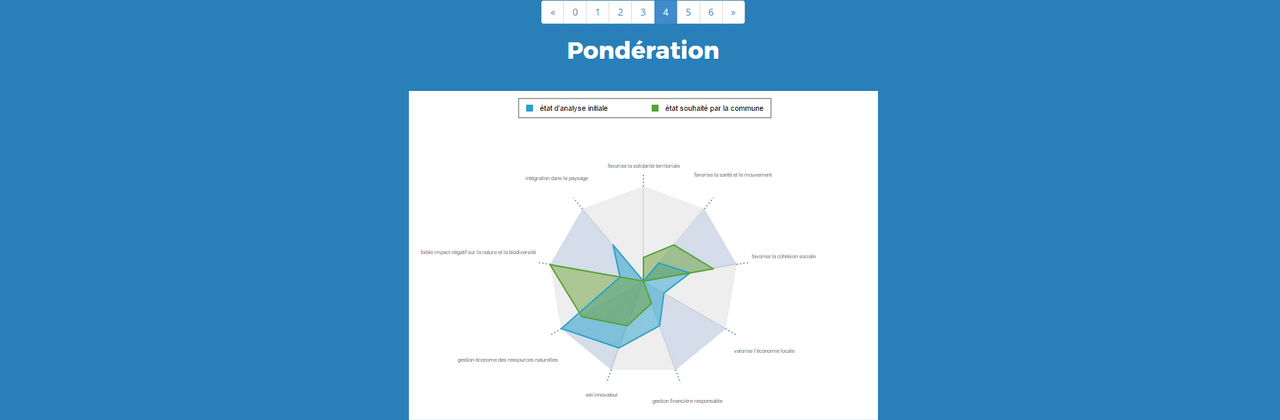 « 0 1 2 3 4 5 6 »
Pondération
état d'analyse initiale état souhaité par la commune
favorise la solidarité territoriale
favorise la santé et le mouvement
intégration dans le paysage
faible impact négatif sur la nature et la biodiversité
favorise la cohésion sociale
valorise l'économie locale
gestion économe des ressources naturelles
est innovateur
gestion financière responsable